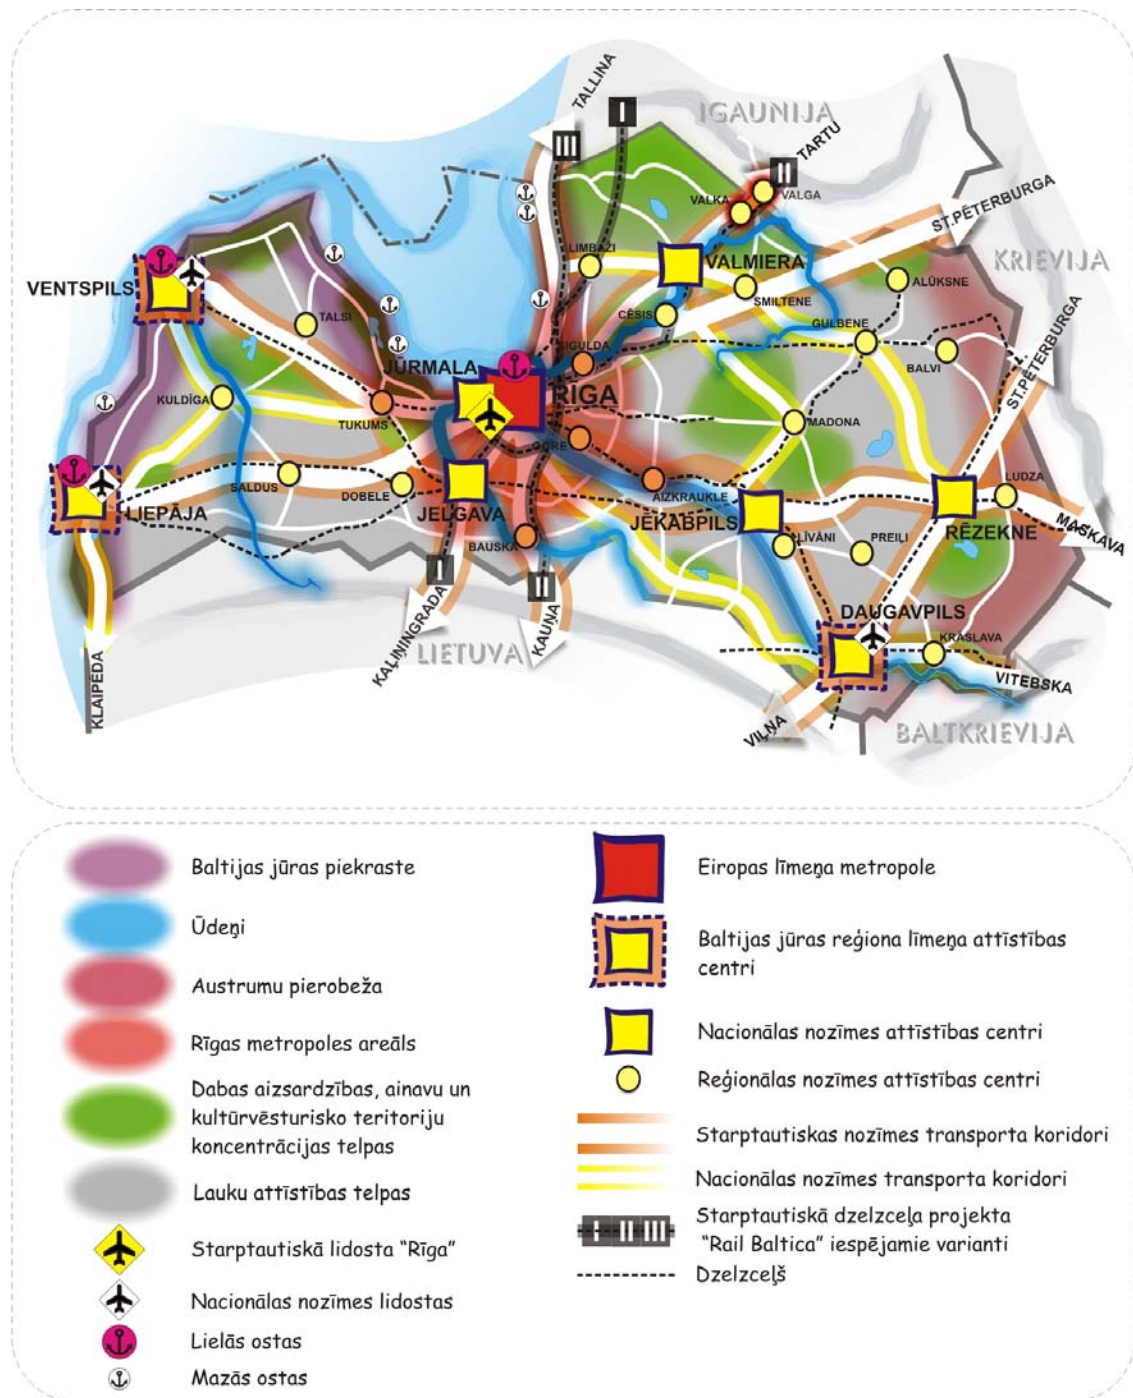 TALLINA
I
III
IGAUNIJA
TARTU
II
VALGA
VALKA
ST.PĒTERBURGA
KRIEVIJA
LIMBAŽI
VALMIERA
VENTSPILS
ALŪKSNE
SMILTENE
TALSI
CĒSIS
GULBENE
SIGULDA
BALVI
ST.PĒTERBURGA
JŪRMALA
RĪGA
KULDĪGA
TUKUMS
MADONA
OGRE
LUDZA
SALDUS
DOBELE
AIZKRAUKLE
LIEPĀJA
JELGAVA
JĒKABPILS
RĒZEKNE
MASKAVA
BAUSKA
LĪVĀNI
PREIĻI
I
II
DAUGAVPILS
KRĀSLAVA
KLAIPĒDA
KAĻIŅINGRADA
LIETUVA
KAUŅA
VITEBSKA
VIĻŅA
BALTKRIEVIJA
Baltijas jūras piekraste
Ūdeņi
Austrumu pierobeža
Rīgas metropoles areāls
Dabas aizsardzības, ainavu un
kultūrvēsturisko teritoriju
koncentrācijas telpas
Lauku attīstības telpas
Starptautiskā lidosta “Rīga”
Nacionālas nozīmes lidostas
Lielās ostas
Mazās ostas
Eiropas līmeņa metropole
Baltijas jūras reģiona līmeņa attīstības
centri
Nacionālas nozīmes attīstības centri
Reģionālas nozīmes attīstības centri
Starptautiskas nozīmes transporta koridori
Nacionālas nozīmes transporta koridori
I II III
Starptautiskā dzelzceļa projekta
“Rail Baltica” iespējamie varianti
Dzelzceļš